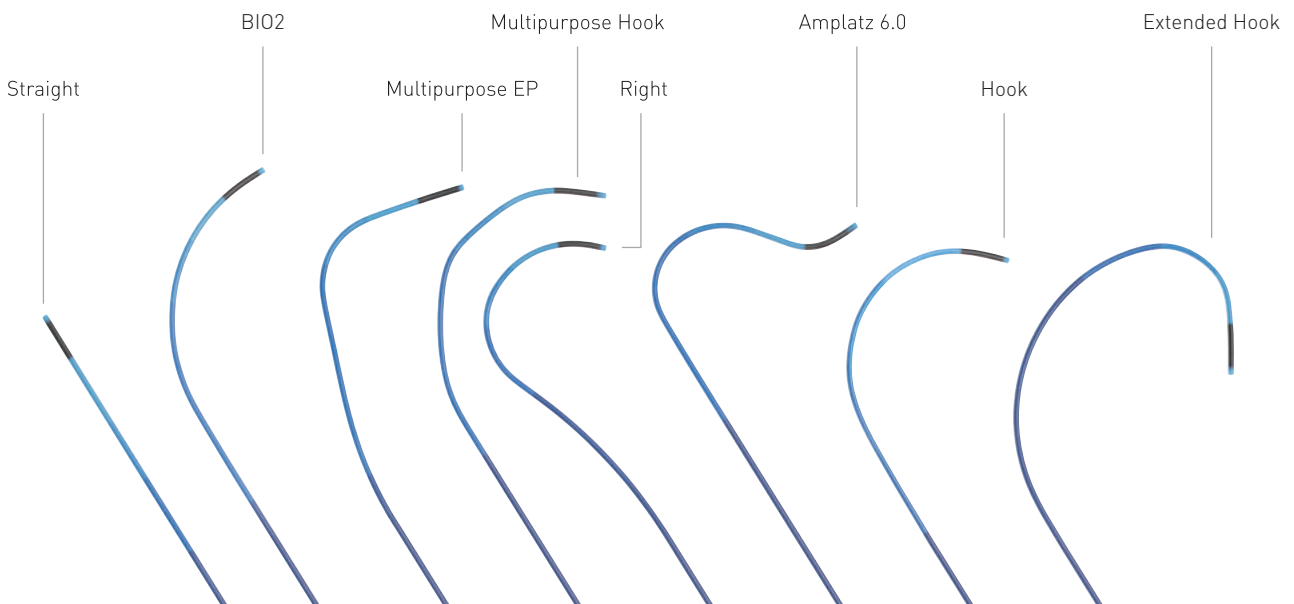 BIO2
Multipurpose Hook
Amplatz 6.0
Extended Hook
Straight
Multipurpose EP
Right
Hook